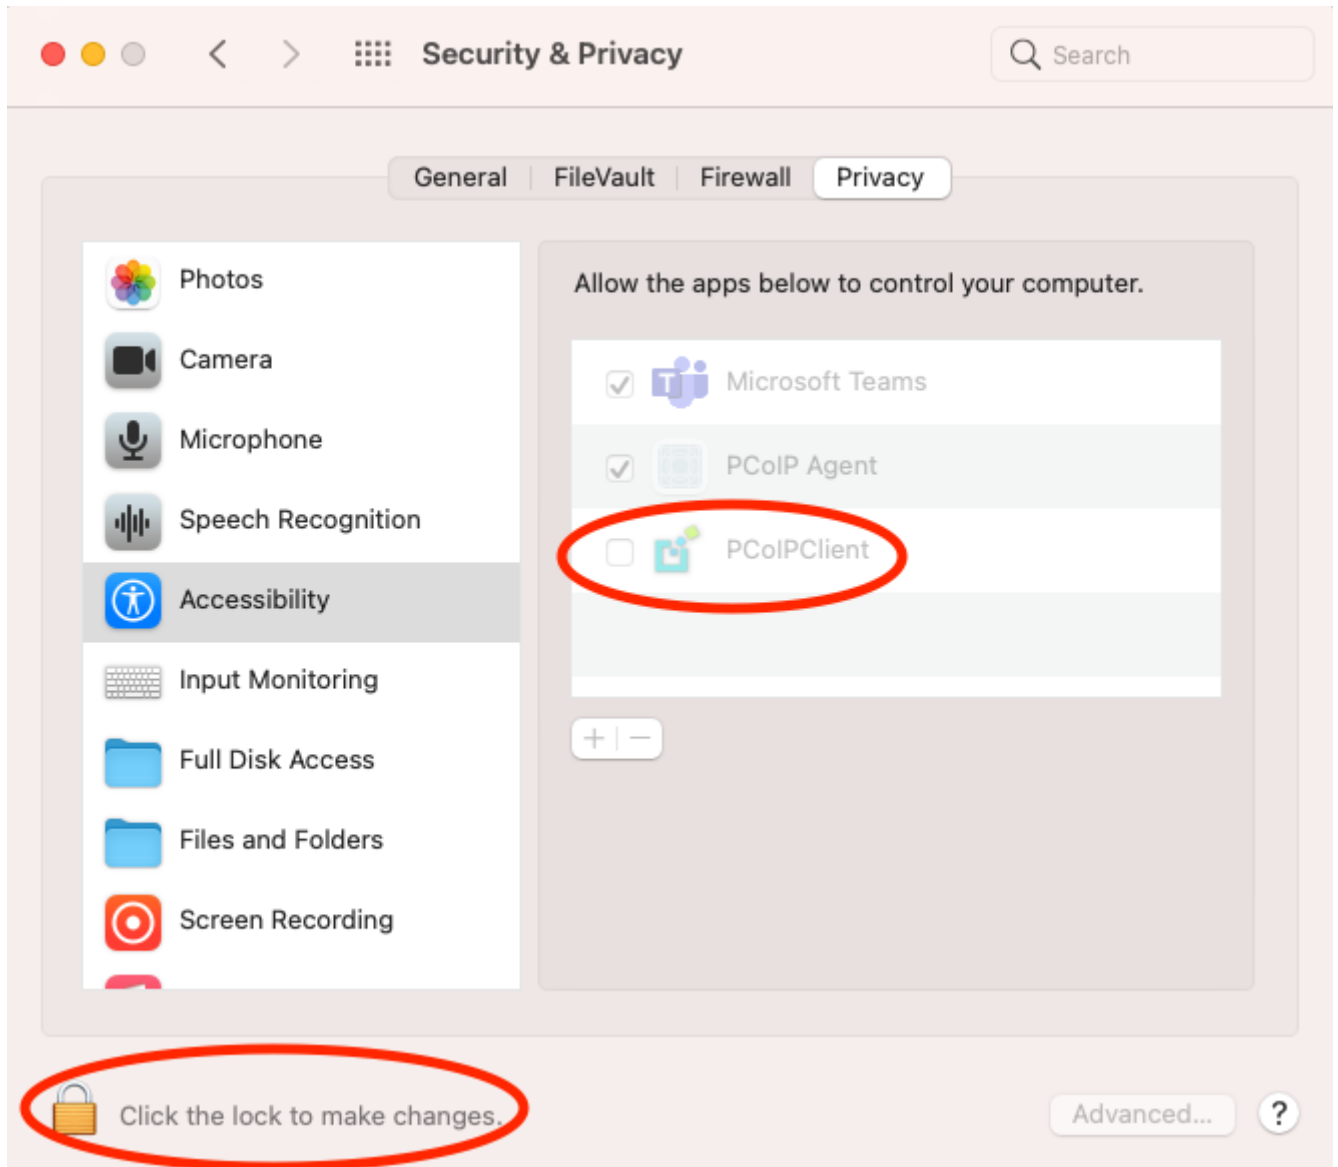 Security & Privacy
Search
General
FileVault
Firewall
Privacy
Photos
Camera
Microphone
Speech Recognition
Accessibility
Input Monitoring
Full Disk Access
Files and Folders
Screen Recording
Allow the apps below to control your computer.
Microsoft Teams
PCoIP Agent
PCoIPClient
Click the lock to make changes.
Advanced...
?